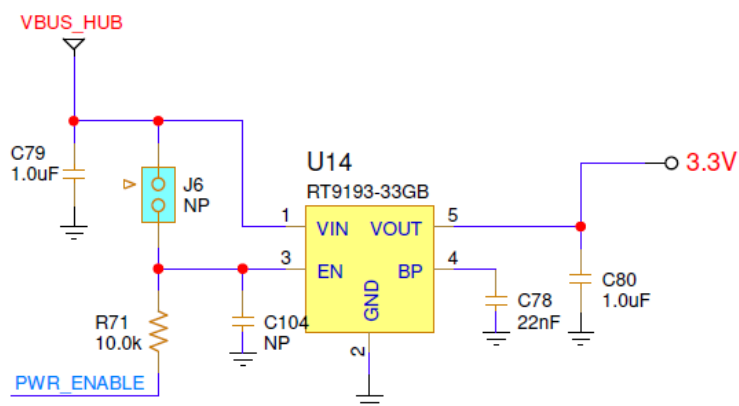 VBUS_HUB
C79
1.0uF
J6
NP
U14
RT9193-33GB
3.3V
1
VIN
VOUT
5
3
EN
BP
4
GND
2
C80
1.0uF
C78
22nF
R71
10.0k
C104
NP
PWR_ENABLE